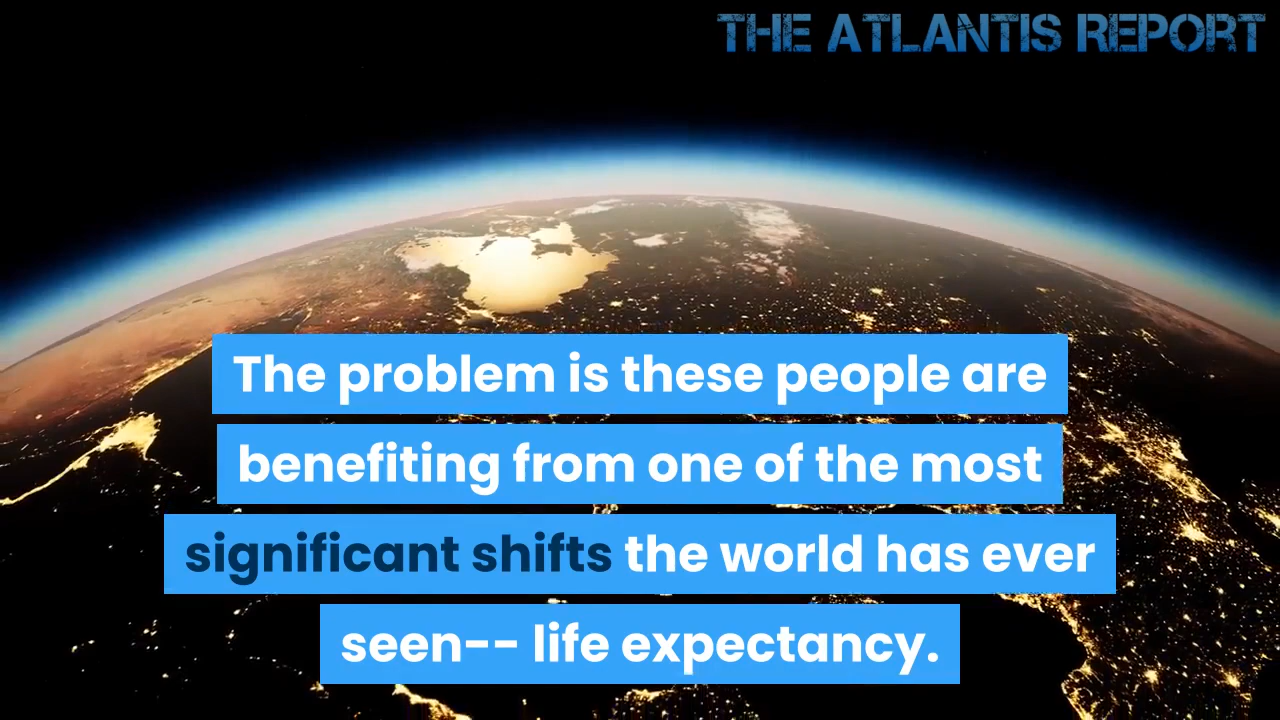 THE ATLANTIS REPORT
The problem is these people are
benefiting from one of the most
significant shifts the world has ever
seen-- life expectancy.